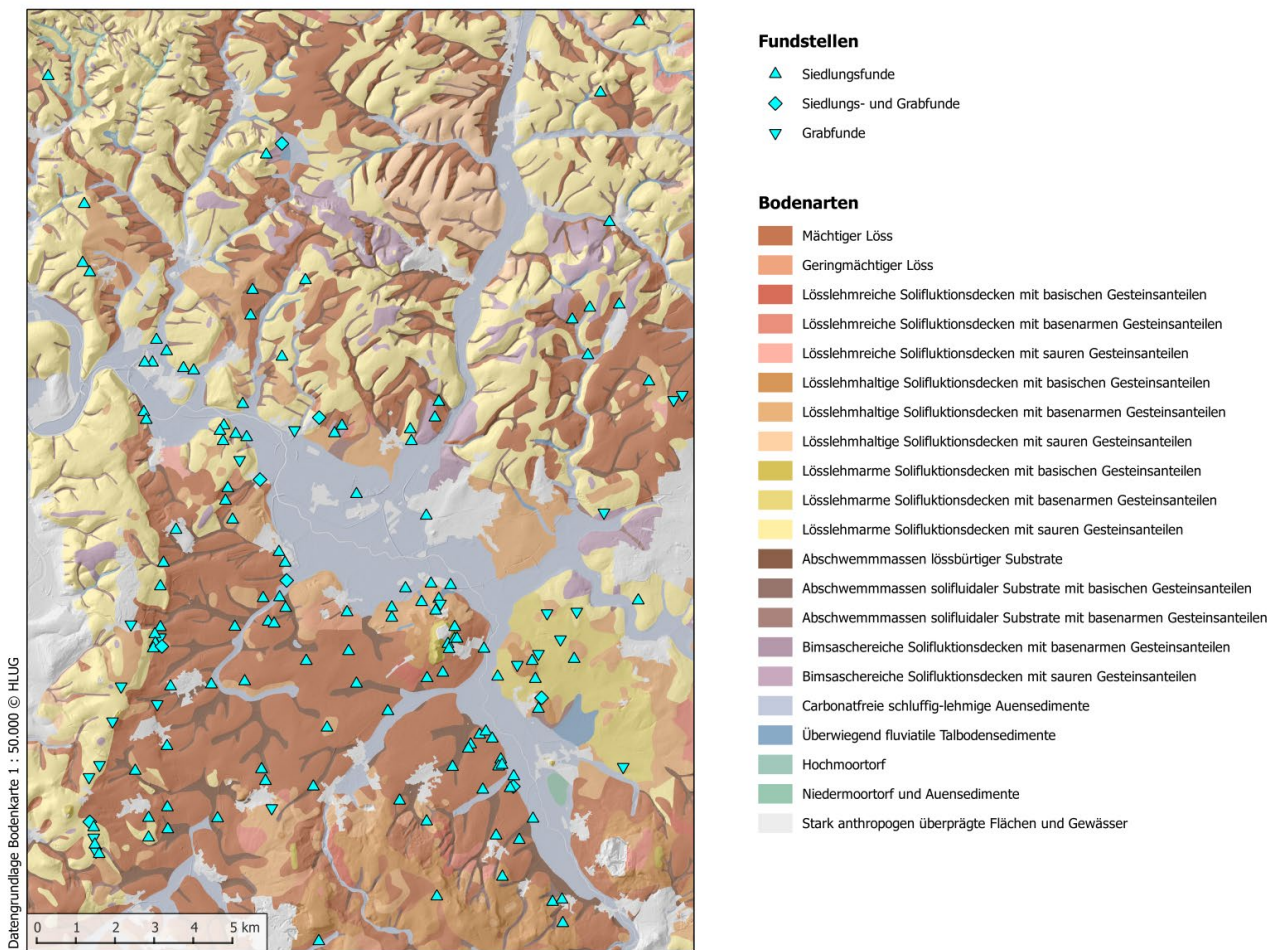 Fundstellen
Siedlungsfunde
Siedlungs- und Grabfunde
Grabfunde
Bodenarten
Mächtiger Löss
Geringmächtiger Löss
Lösslehmreiche Solifluktionsdecken mit basischen Gesteinsanteilen
Lösslehmreiche Solifluktionsdecken mit basenarmen Gesteinsanteilen
Lösslehmreiche Solifluktionsdecken mit sauren Gesteinsanteilen
Lösslehmhaltige Solifluktionsdecken mit basischen Gesteinsanteilen
Lösslehmhaltige Solifluktionsdecken mit basenarmen Gesteinsanteilen
Lösslehmhaltige Solifluktionsdecken mit sauren Gesteinsanteilen
Lösslehmarme Solifluktionsdecken mit basischen Gesteinsanteilen
Lösslehmarme Solifluktionsdecken mit basenarmen Gesteinsanteilen
Lösslehmarme Solifluktionsdecken mit sauren Gesteinsanteilen
Abschwemmmassen lössbürtiger Substrate
Abschwemmmassen solifluidaler Substrate mit basischen Gesteinsanteilen
Abschwemmmassen solifluidaler Substrate mit basenarmen Gesteinsanteilen
Bimsaschereiche Solifluktionsdecken mit basenarmen Gesteinsanteilen
Bimsaschereiche Solifluktionsdecken mit sauren Gesteinsanteilen
Carbonatfreie schluffig-lehmige Auensedimente
Überwiegend fluviatile Talbodensedimente
Hochmoortorf
Niedermoortorf und Auensedimente
Stark anthropogen überprägte Flächen und Gewässer
Datengrundlage Bodenkarte 1 : 50.000 © HLUG
0 1 2 3 4 5 km